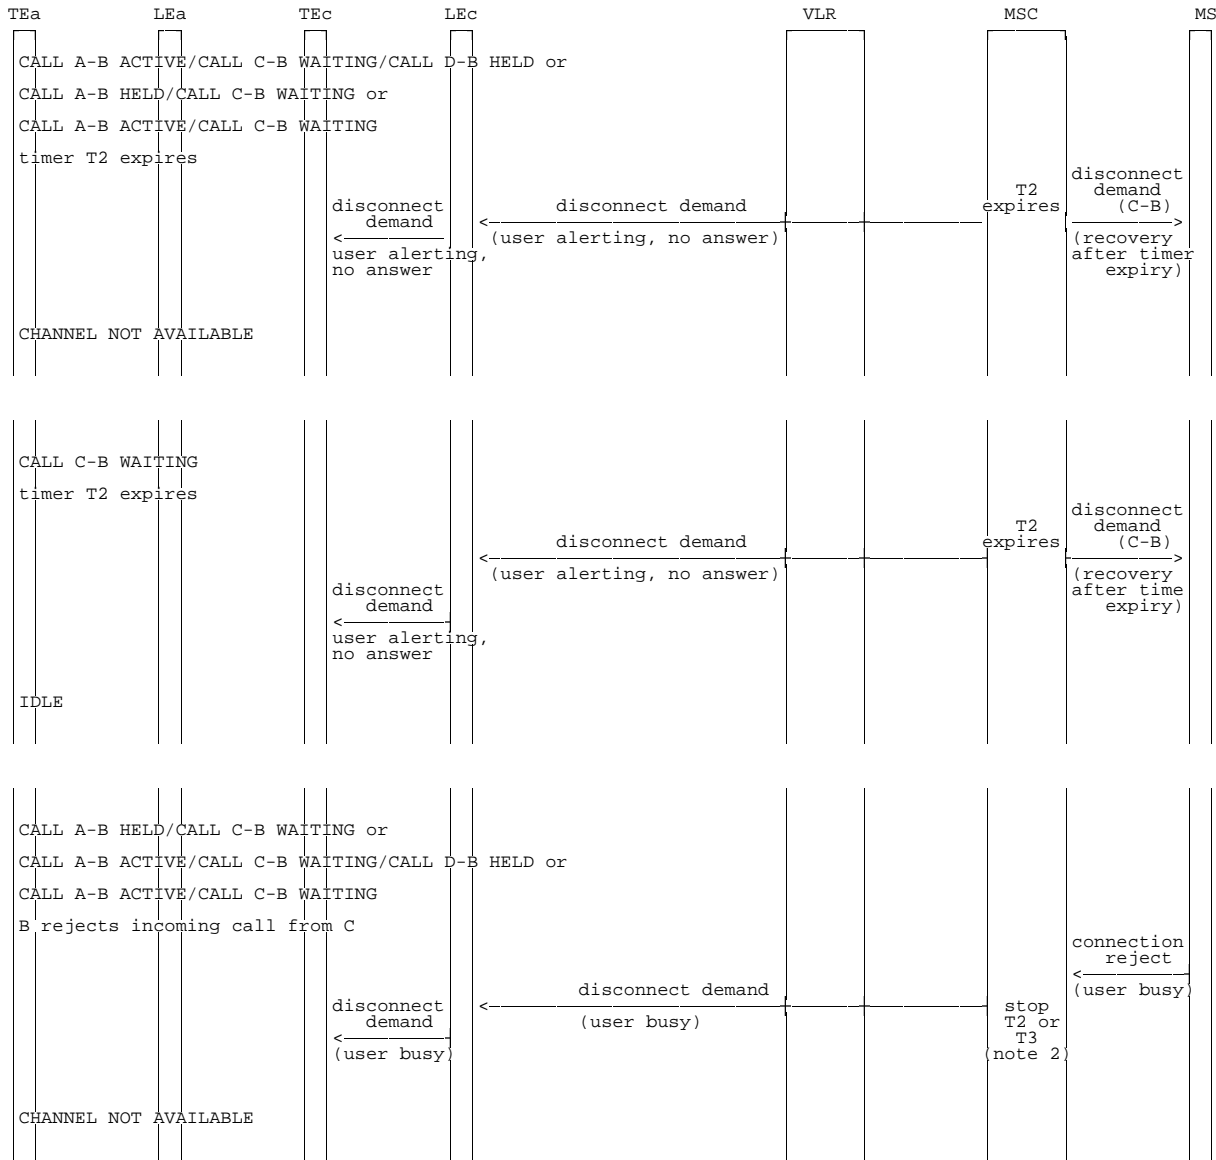 TEa LEa TEc LEc VLR MSC MS
CALL A-B ACTIVE/CALL C-B WAITING/CALL D-B HELD or
CALL A-B HELD/CALL C-B WAITING or
CALL A-B ACTIVE/CALL C-B WAITING
timer T2 expires
disconnect
demand
user alerting,
no answer
disconnect demand
(user alerting, no answer)
T2
expires
disconnect
demand
(C-B)
(recovery
after timer
expiry)
CHANNEL NOT AVAILABLE
CALL C-B WAITING
timer T2 expires
disconnect demand
(user alerting, no answer)
T2
expires
disconnect
demand
(C-B)
(recovery
after time
expiry)
disconnect
demand
user alerting,
no answer
IDLE
CALL A-B HELD/CALL C-B WAITING or
CALL A-B ACTIVE/CALL C-B WAITING/CALL D-B HELD or
CALL A-B ACTIVE/CALL C-B WAITING
B rejects incoming call from C
connection
reject
(user busy)
disconnect demand
(user busy)
stop
T2 or
T3
(note 2)
disconnect
demand
(user busy)
CHANNEL NOT AVAILABLE